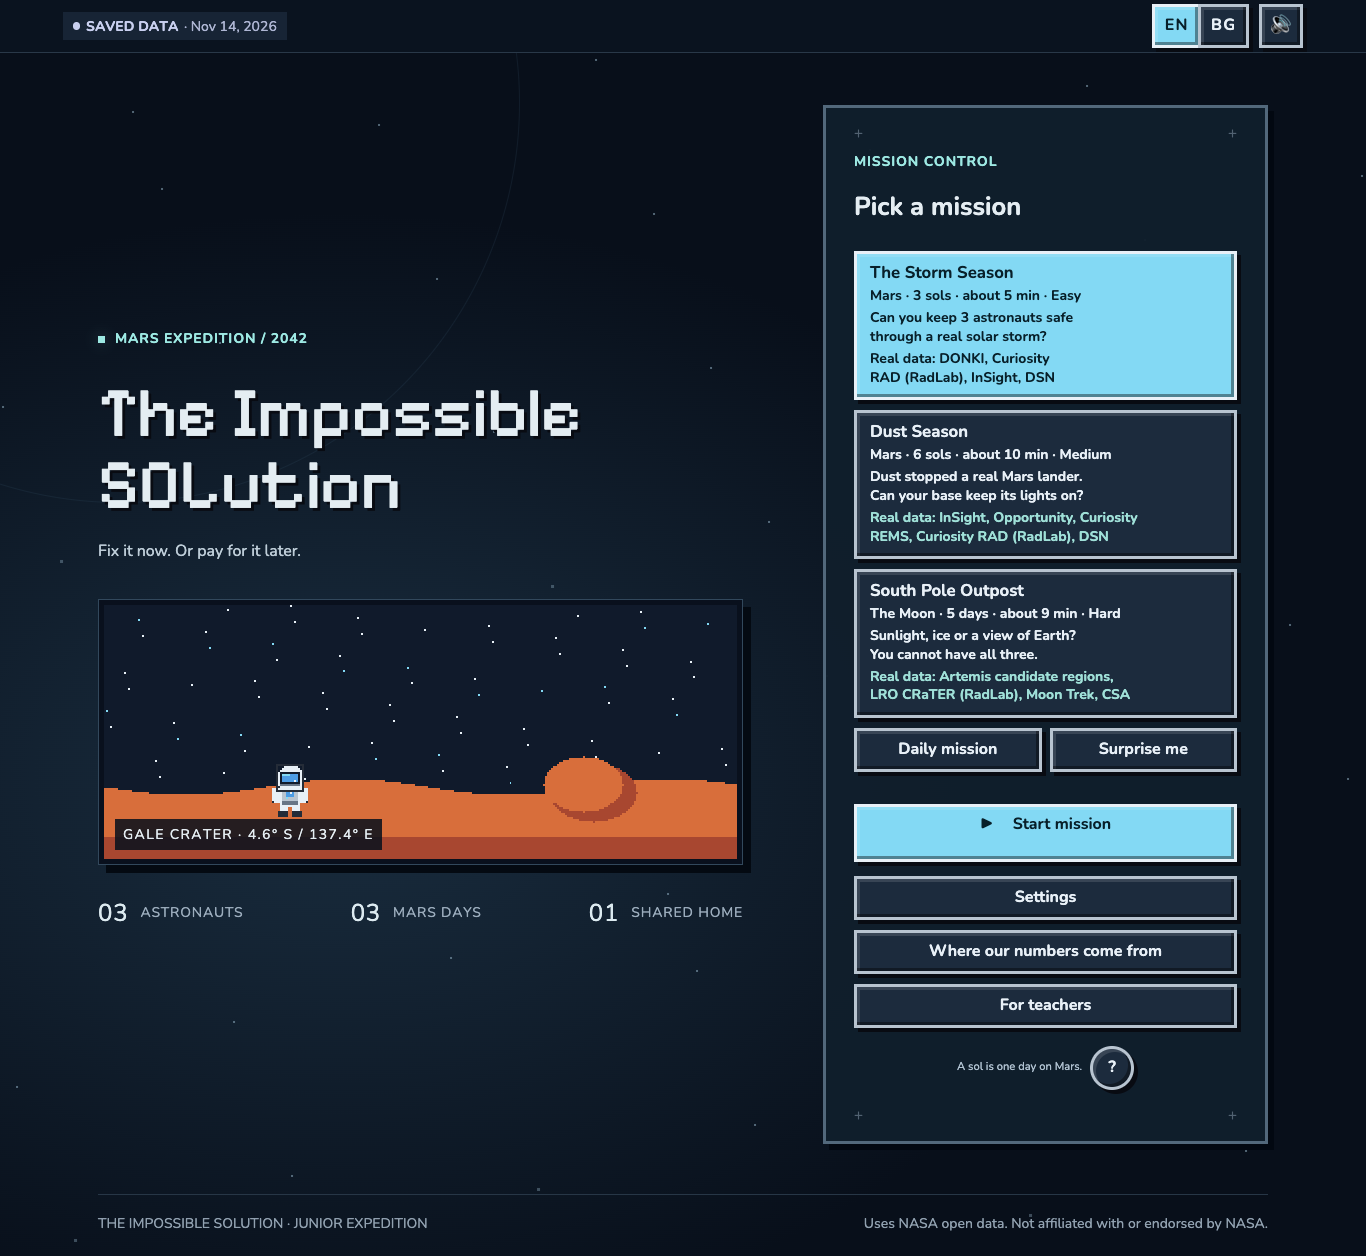 SAVED DATA · Nov 14, 2026
EN
BG
MARS EXPEDITION / 2042
The Impossible
SOLution
Fix it now. Or pay for it later.
GALE CRATER · 4.6° S / 137.4° E
03 ASTRONAUTS
03 MARS DAYS
01 SHARED HOME
MISSION CONTROL
Pick a mission
The Storm Season
Mars · 3 sols · about 5 min · Easy
Can you keep 3 astronauts safe
through a real solar storm?
Real data: DONKI, Curiosity
RAD (RadLab), InSight, DSN
Dust Season
Mars · 6 sols · about 10 min · Medium
Dust stopped a real Mars lander.
Can your base keep its lights on?
Real data: InSight, Opportunity, Curiosity
REMS, Curiosity RAD (RadLab), DSN
South Pole Outpost
The Moon · 5 days · about 9 min · Hard
Sunlight, ice or a view of Earth?
You cannot have all three.
Real data: Artemis candidate regions,
LRO CRaTER (RadLab), Moon Trek, CSA
Daily mission
Surprise me
Start mission
Settings
Where our numbers come from
For teachers
A sol is one day on Mars.
?
THE IMPOSSIBLE SOLUTION · JUNIOR EXPEDITION
Uses NASA open data. Not affiliated with or endorsed by NASA.